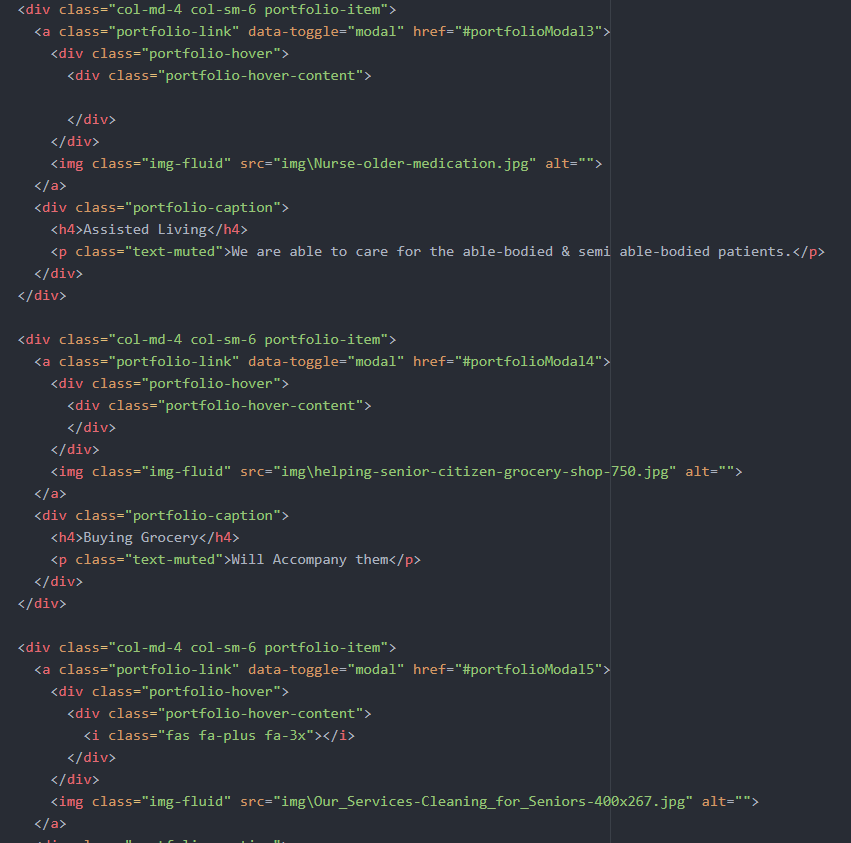 <div class="col-md-4 col-sm-6 portfolio-item">
<a class="portfolio-link" data-toggle="modal" href="#portfolioModal3">
<div class="portfolio-hover">
<div class="portfolio-hover-content">
</div>
</div>
<img class="img-fluid" src="img\Nurse-older-medication.jpg" alt="">
</a>
<div class="portfolio-caption">
<h4>Assisted Living</h4>
<p class="text-muted">We are able to care for the able-bodied & semi able-bodied patients.</p>
</div>
</div>
<div class="col-md-4 col-sm-6 portfolio-item">
<a class="portfolio-link" data-toggle="modal" href="#portfolioModal4">
<div class="portfolio-hover">
<div class="portfolio-hover-content">
</div>
</div>
<img class="img-fluid" src="img\helping-senior-citizen-grocery-shop-750.jpg" alt="">
</a>
<div class="portfolio-caption">
<h4>Buying Grocery</h4>
<p class="text-muted">Will Accompany them</p>
</div>
</div>
<div class="col-md-4 col-sm-6 portfolio-item">
<a class="portfolio-link" data-toggle="modal" href="#portfolioModal5">
<div class="portfolio-hover">
<div class="portfolio-hover-content">
<i class="fas fa-plus fa-3x"></i>
</div>
</div>
<img class="img-fluid" src="img\Our_Services-Cleaning_for_Seniors-400x267.jpg" alt="">
</a>